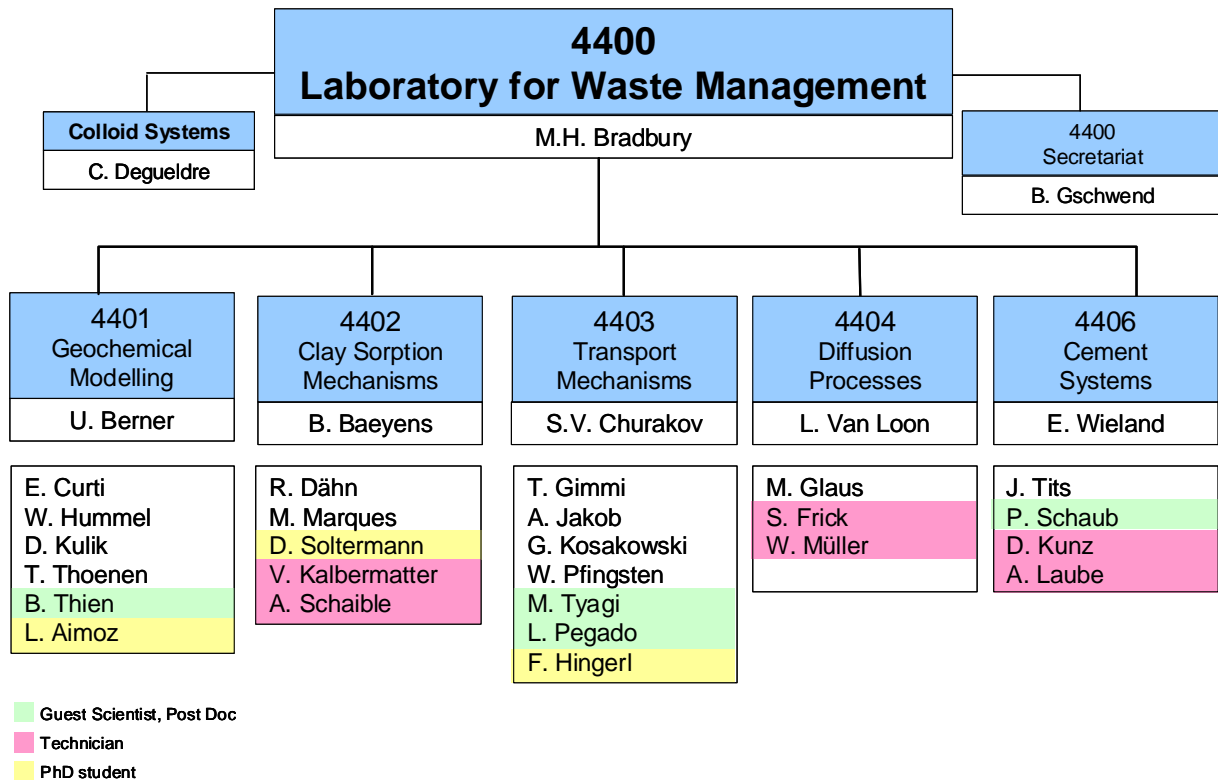 4400
Laboratory for Waste Management
M.H. Bradbury
Colloid Systems
C. Degueldre
4400
Secretariat
B. Gschwend
4401
Geochemical
Modelling
U. Berner
E. Curti
W. Hummel
D. Kulik
T. Thoenen
B. Thien
L. Aimoz
4402
Clay Sorption
Mechanisms
B. Baeyens
R. Dähn
M. Marques
D. Soltermann
V. Kalbermatter
A. Schaible
4403
Transport
Mechanisms
S.V. Churakov
T. Gimmi
A. Jakob
G. Kosakowski
W. Pfingsten
M. Tyagi
L. Pegado
F. Hingerl
4404
Diffusion
Processes
L. Van Loon
M. Glaus
S. Frick
W. Müller
4406
Cement
Systems
E. Wieland
J. Tits
P. Schaub
D. Kunz
A. Laube
Guest Scientist, Post Doc
Technician
PhD student